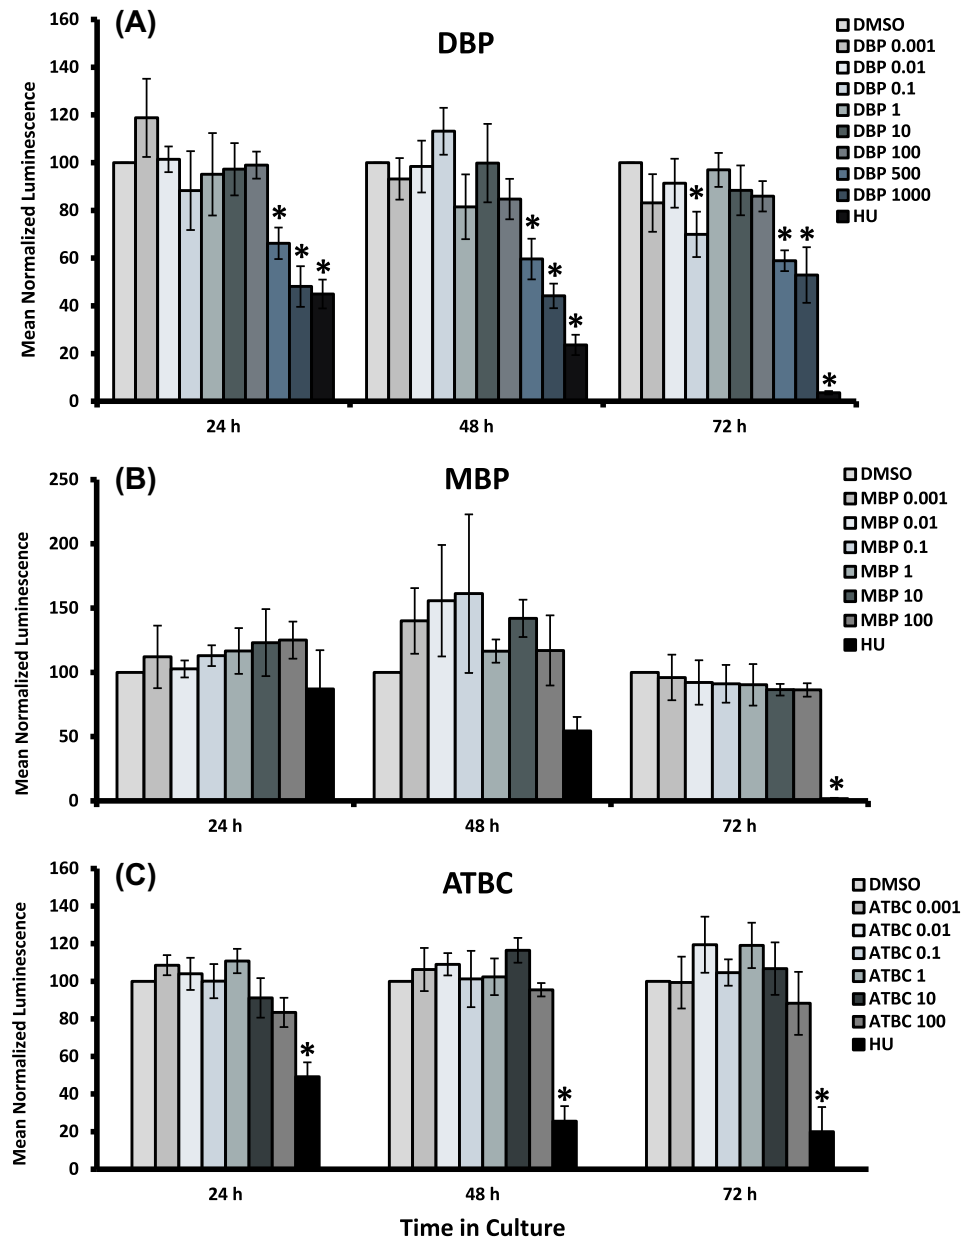 (A)
DBP
Mean Normalized Luminescence
160
140
120
100
80
60
40
20
0
*
*
*
*
*
*
*
*
*
*
24 h
48 h
72 h
DMSO
DBP 0.001
DBP 0.01
DBP 0.1
DBP 1
DBP 10
DBP 100
DBP 500
DBP 1000
HU
(B)
MBP
Mean Normalized Luminescence
250
200
150
100
50
0
*
24 h
48 h
72 h
DMSO
MBP 0.001
MBP 0.01
MBP 0.1
MBP 1
MBP 10
MBP 100
HU
(C)
ATBC
Mean Normalized Luminescence
160
140
120
100
80
60
40
20
0
*
*
*
24 h
48 h
72 h
DMSO
ATBC 0.001
ATBC 0.01
ATBC 0.1
ATBC 1
ATBC 10
ATBC 100
HU
Time in Culture